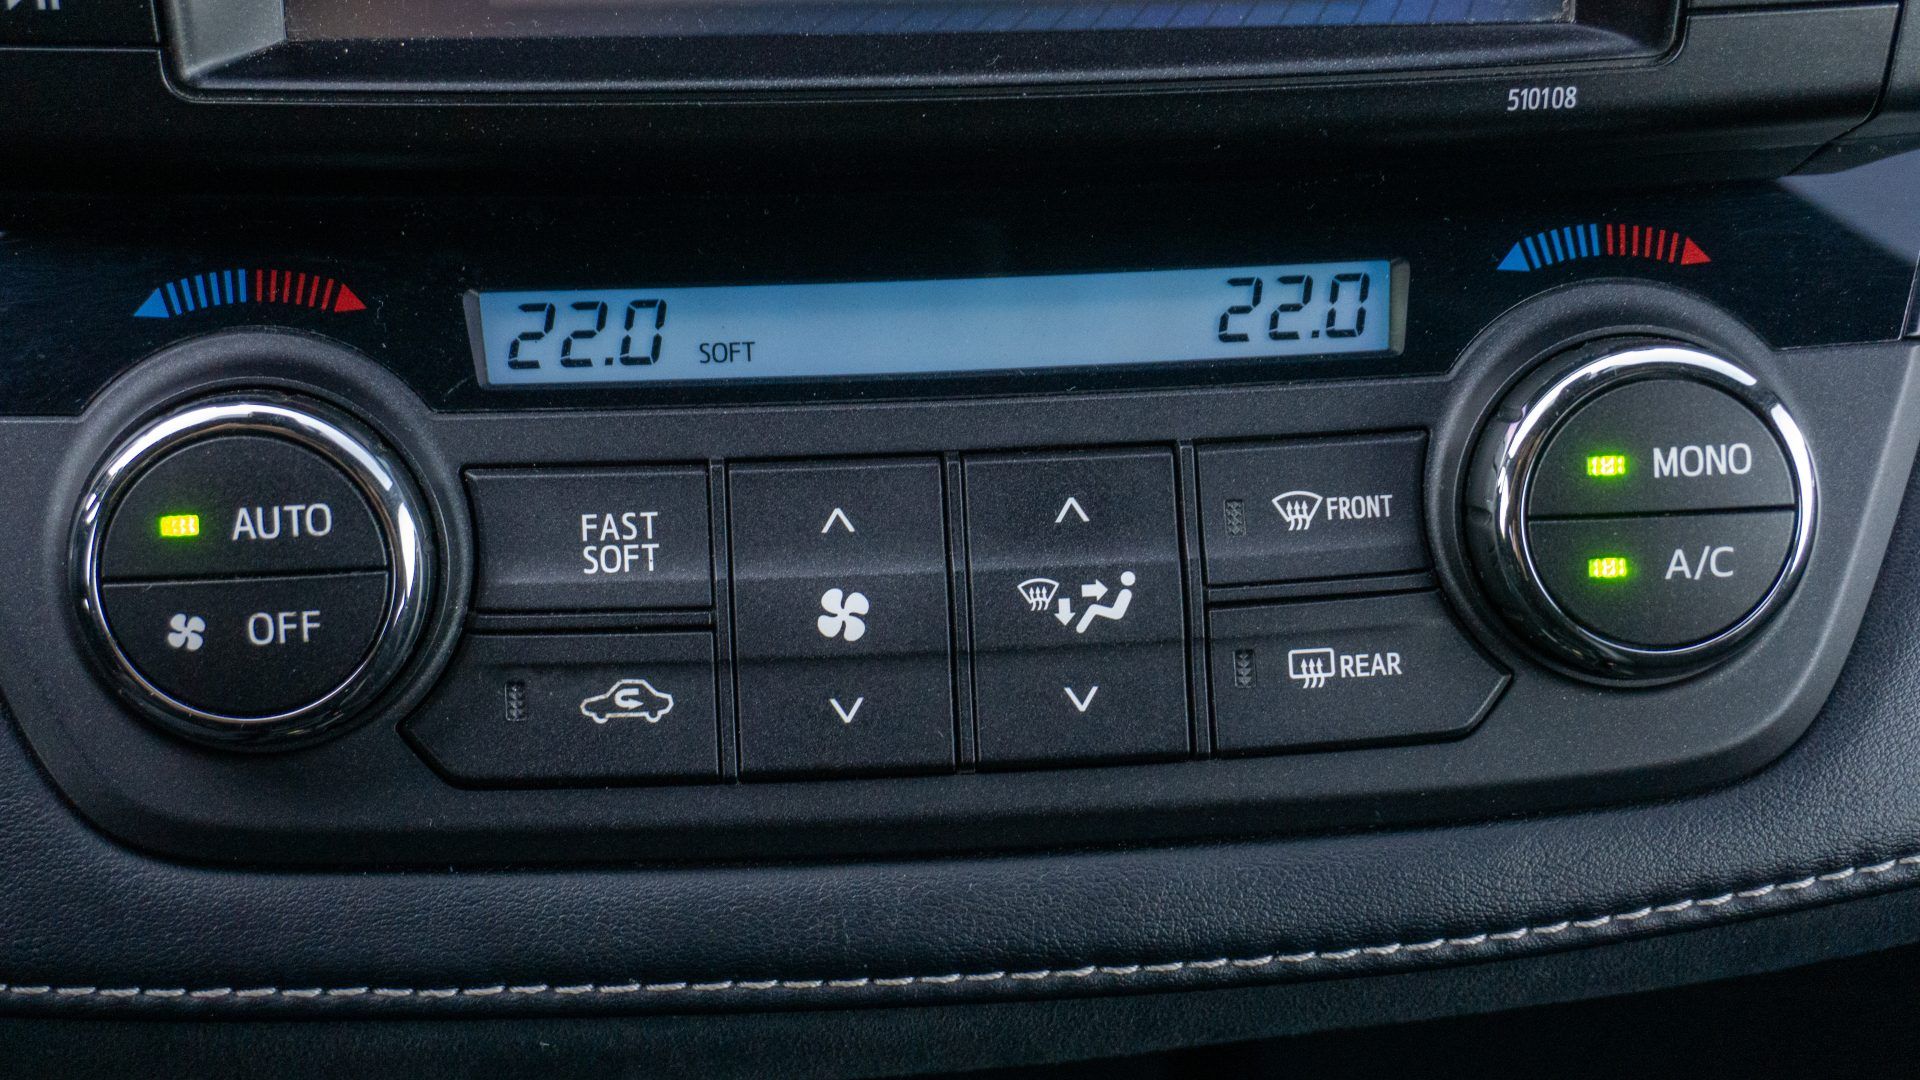 510108
22.0 SOFT 22.0
AUTO
OFF
FAST
SOFT
FRONT
REAR
MONO
A/C